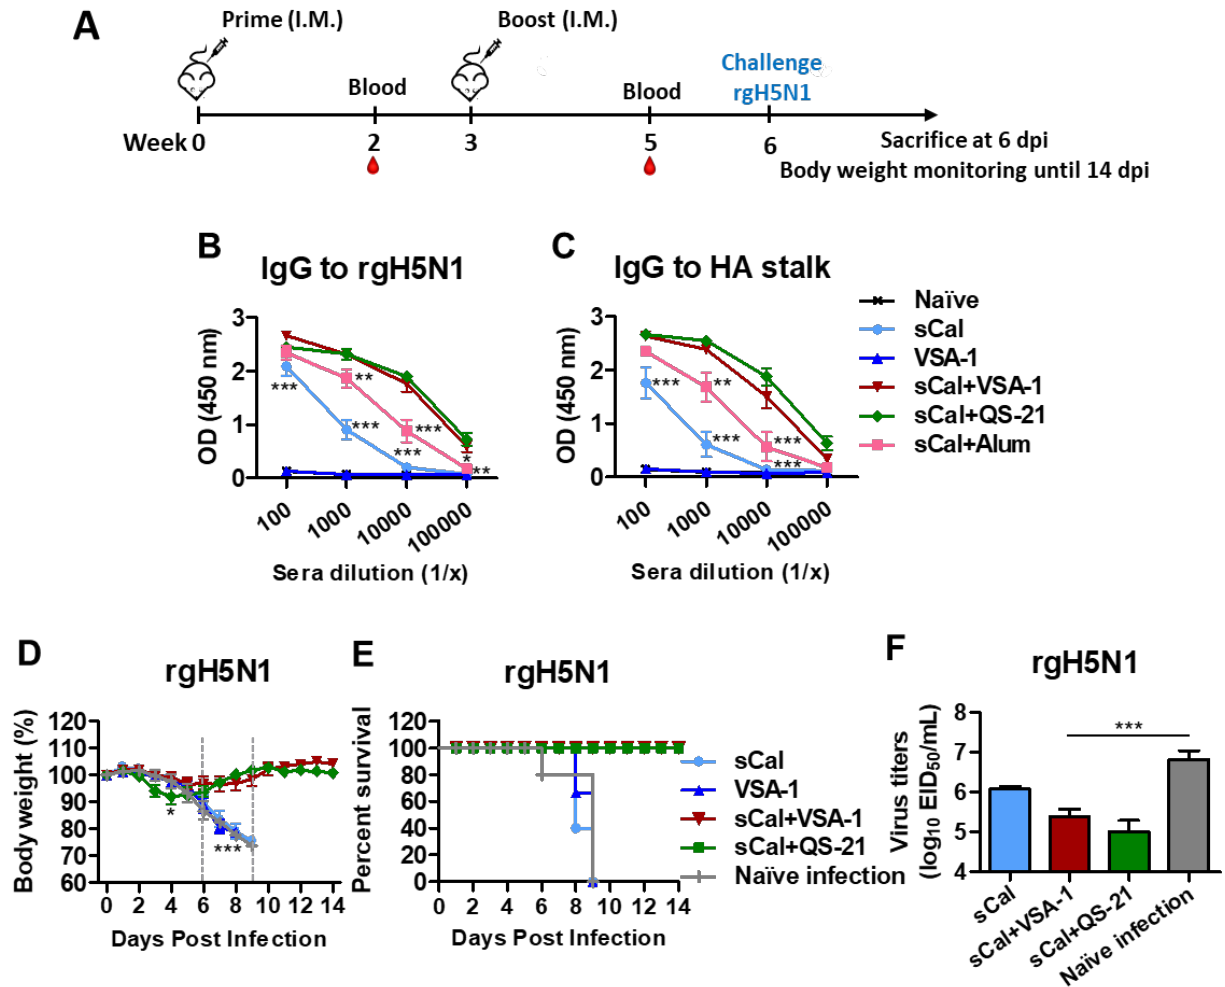 A
Prime (I.M.)
Boost (I.M.)
Blood
Blood
Challenge
rgH5N1
Week 0
2
3
5
6
Sacrifice at 6 dpi
Body weight monitoring until 14 dpi
B
IgG to rgH5N1
OD (450 nm)
3
2
1
0
***
**
***
***
***
*
**
100
1000
10000
100000
Sera dilution (1/x)
C
IgG to HA stalk
OD (450 nm)
3
2
1
0
***
**
***
***
***
100
1000
10000
100000
Sera dilution (1/x)
Naïve
sCal
VSA-1
sCal+VSA-1
sCal+QS-21
sCal+Alum
D
rgH5N1
Body weight (%)
120
110
100
90
80
70
60
*
***
0 2 4 6 8 10 12 14
Days Post Infection
E
rgH5N1
Percent survival
120
100
80
60
40
20
0
0 2 4 6 8 10 12 14
Days Post Infection
sCal
VSA-1
sCal+VSA-1
sCal+QS-21
Naïve infection
F
rgH5N1
Virus titers
(log10 EID50/mL)
8
7
6
5
4
***
sCal
sCal+VSA-1
sCal+QS-21
Naïve infection